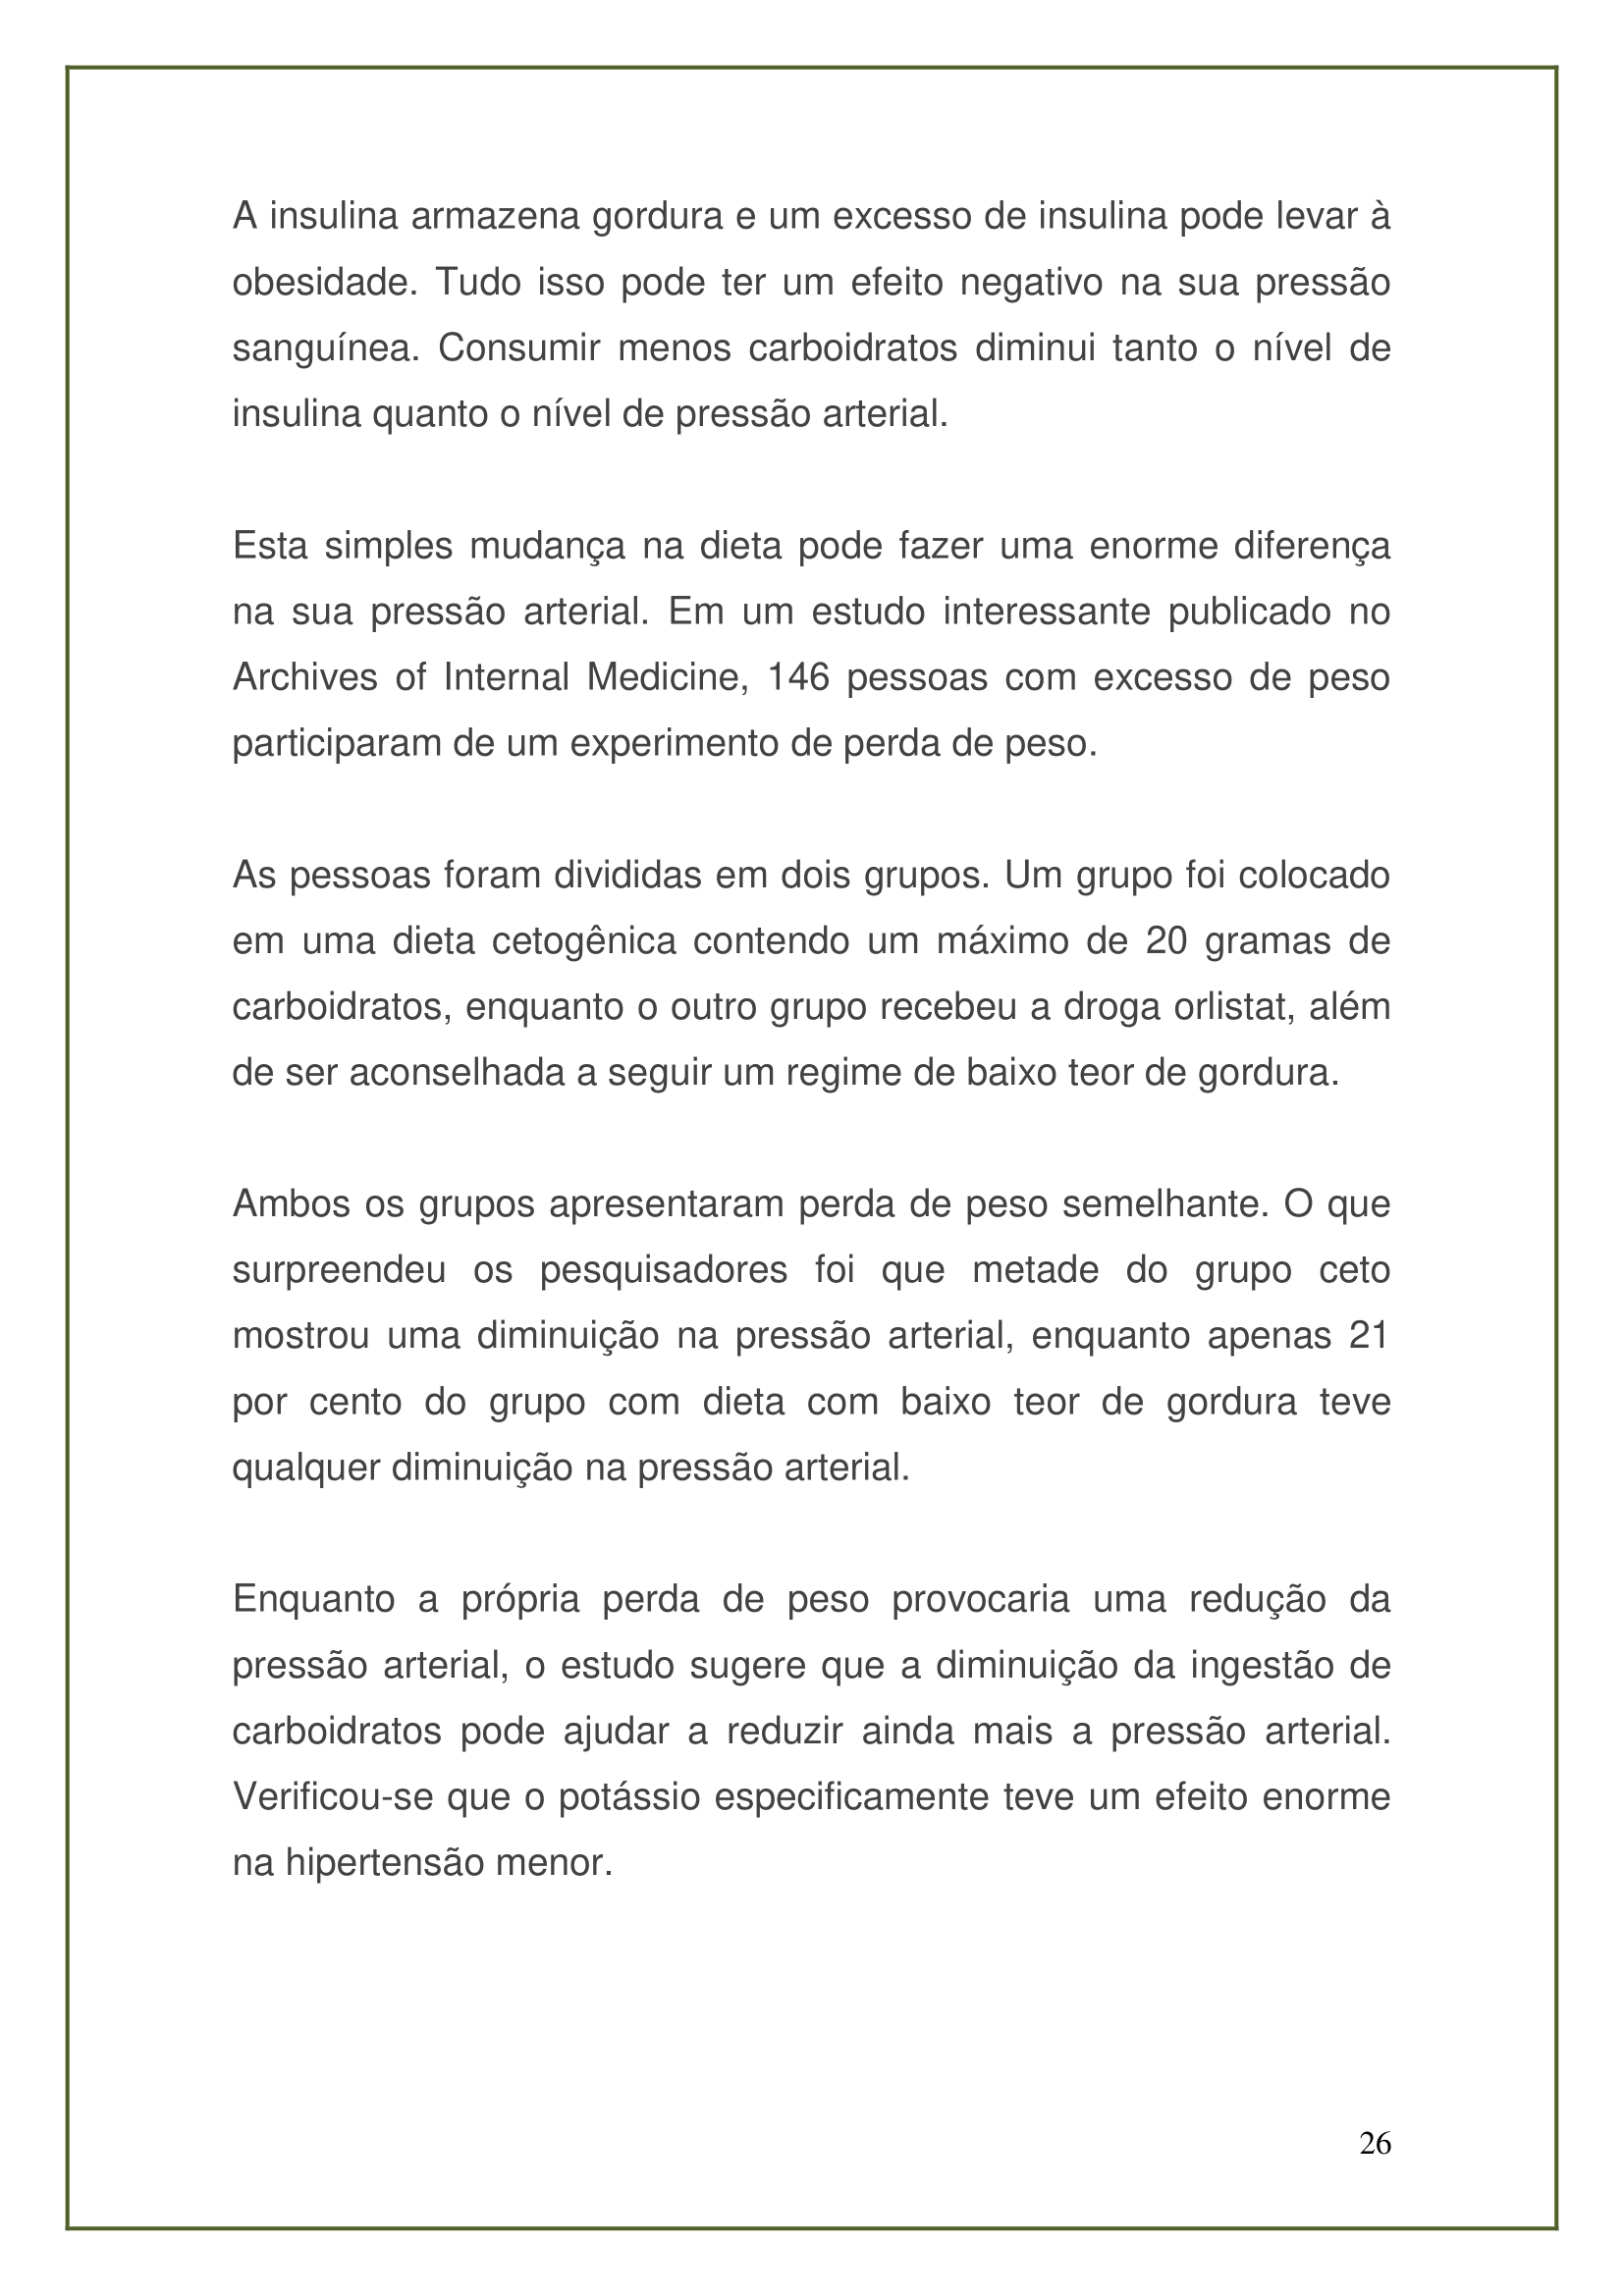 A insulina armazena gordura e um excesso de insulina pode levar à
obesidade. Tudo isso pode ter um efeito negativo na sua pressão
sanguínea. Consumir menos carboidratos diminui tanto o nível de
insulina quanto o nível de pressão arterial.
Esta simples mudança na dieta pode fazer uma enorme diferença
na sua pressão arterial. Em um estudo interessante publicado no
Archives of Internal Medicine, 146 pessoas com excesso de peso
participaram de um experimento de perda de peso.
As pessoas foram divididas em dois grupos. Um grupo foi colocado
em uma dieta cetogênica contendo um máximo de 20 gramas de
carboidratos, enquanto o outro grupo recebeu a droga orlistat, além
de ser aconselhada a seguir um regime de baixo teor de gordura.
Ambos os grupos apresentaram perda de peso semelhante. O que
surpreendeu os pesquisadores foi que metade do grupo ceto
mostrou uma diminuição na pressão arterial, enquanto apenas 21
por cento do grupo com dieta com baixo teor de gordura teve
qualquer diminuição na pressão arterial.
Enquanto a própria perda de peso provocaria uma redução da
pressão arterial, o estudo sugere que a diminuição da ingestão de
carboidratos pode ajudar a reduzir ainda mais a pressão arterial.
Verificou-se que o potássio especificamente teve um efeito enorme
na hipertensão menor.
26